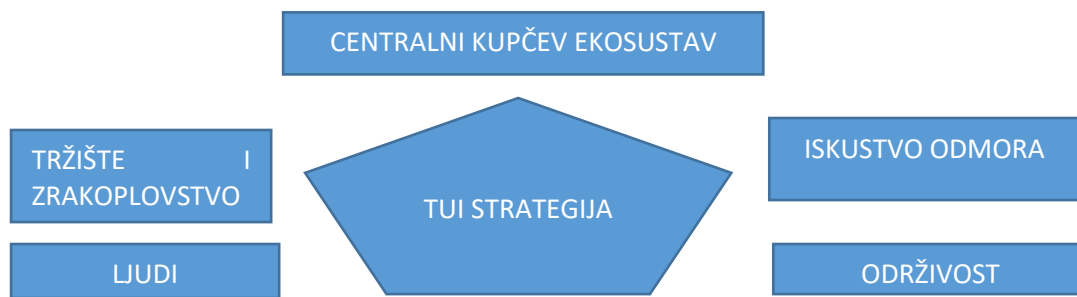 CENTRALNI KUPČEV EKOSUSTAV
TRŽIŠTE I
ZRAKOPLOVSTVO
ISKUSTVO ODMORA
TUI STRATEGIJA
LJUDI
ODRŽIVOST